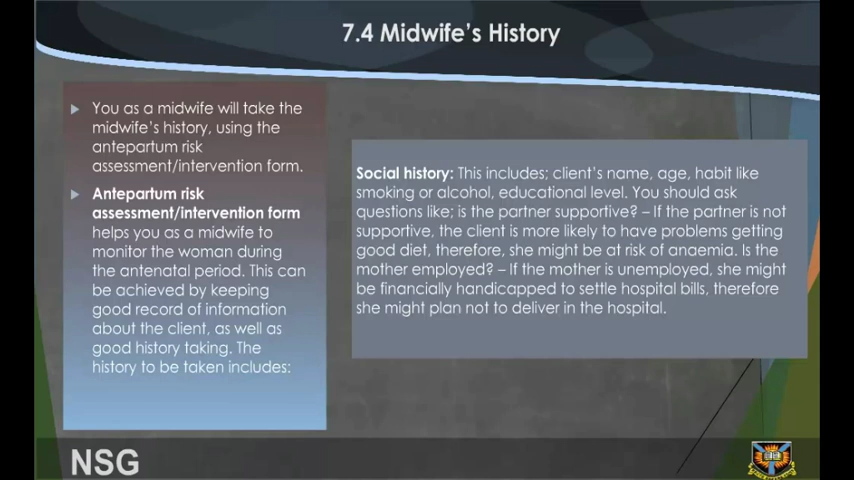 7.4 Midwife's History
You as a midwife will take the
midwife's history, using the
antepartum risk
assessment/intervention form.
Antepartum risk
assessment/intervention form
helps you as a midwife to
monitor the woman during
the antenatal period. This can
be achieved by keeping
good record of information
about the client, as well as
good history taking. The
history to be taken includes:
Social history: This includes; client's name, age, habit like
smoking or alcohol, educational level. You should ask
questions like; is the partner supportive? – If the partner is not
supportive, the client is more likely to have problems getting
good diet, therefore, she might be at risk of anaemia. Is the
mother employed? – If the mother is unemployed, she might
be financially handicapped to settle hospital bills, therefore
she might plan not to deliver in the hospital.
NSG